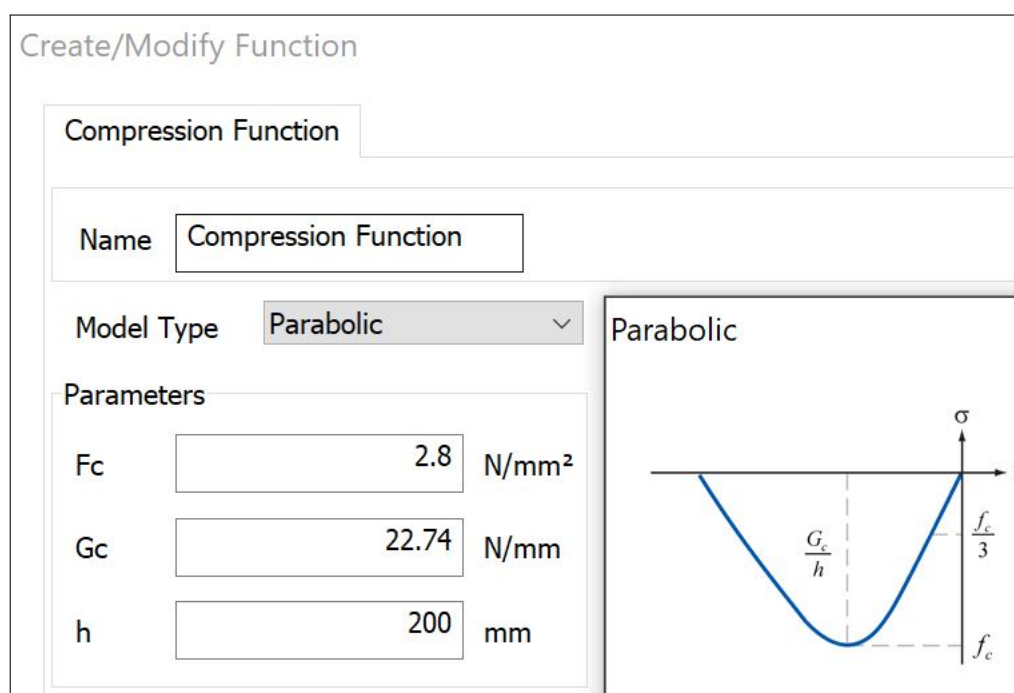 Create/Modify Function
Compression Function
Name Compression Function
Model Type Parabolic
Parameters
Fc 2.8 N/mm²
Gc 22.74 N/mm
h 200 mm
Parabolic
σ
f_c
3
G_c
h
f_c